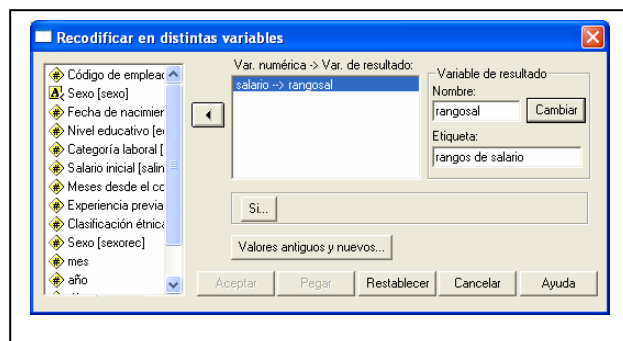 Recodificar en distintas variables
Código de emplead
Sexo [sexo]
Fecha de nacimier
Nivel educativo [e
Categoría laboral [
Salario inicial [salin
Meses desde el co
Experiencia previa
Clasificación étnica
Sexo [sexorec]
mes
año
Var. numérica -> Var. de resultado:
salario --> rangosal
Variable de resultado
Nombre:
rangosal
Cambiar
Etiqueta:
rangos de salario
Si...
Valores antiguos y nuevos...
Aceptar
Pegar
Restablecer
Cancelar
Ayuda